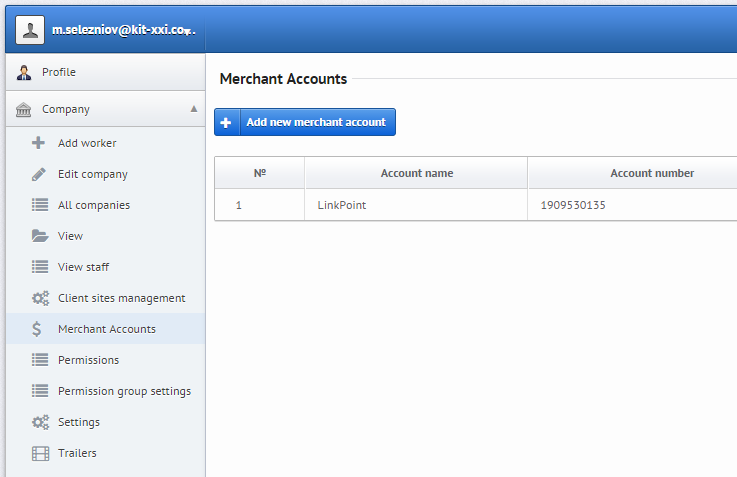 m.selezniov@kit-xxi.co...
Profile
Company
Add worker
Edit company
All companies
View
View staff
Client sites management
Merchant Accounts
Permissions
Permission group settings
Settings
Trailers
Merchant Accounts
Add new merchant account
№ Account name Account number
1 LinkPoint 1909530135